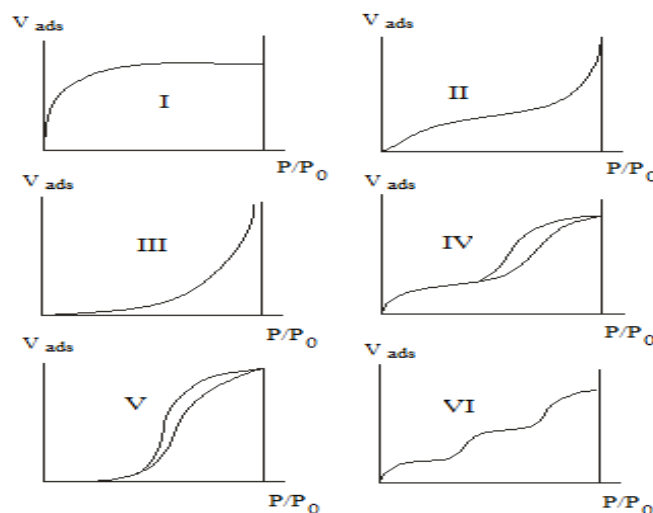 V ads
I
P/P0
V ads
II
P/P0
V ads
III
P/P0
V ads
IV
P/P0
V ads
V
P/P0
V ads
VI
P/P0